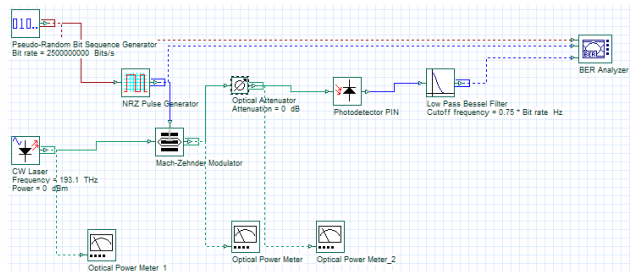 010..
Pseudo-Random Bit Sequence Generator
Bit rate = 2500000000 Bits/s
NRZ Pulse Generator
Optical Attenuator
Attenuation = 0 dB
Photodetector PIN
Low Pass Bessel Filter
Cutoff frequency = 0.75 * Bit rate Hz
BER Analyzer
CW Laser
Frequency = 193.1 THz
Power = 0 dBm
Mach-Zehnder Modulator
Optical Power Meter_1
Optical Power Meter
Optical Power Meter_2